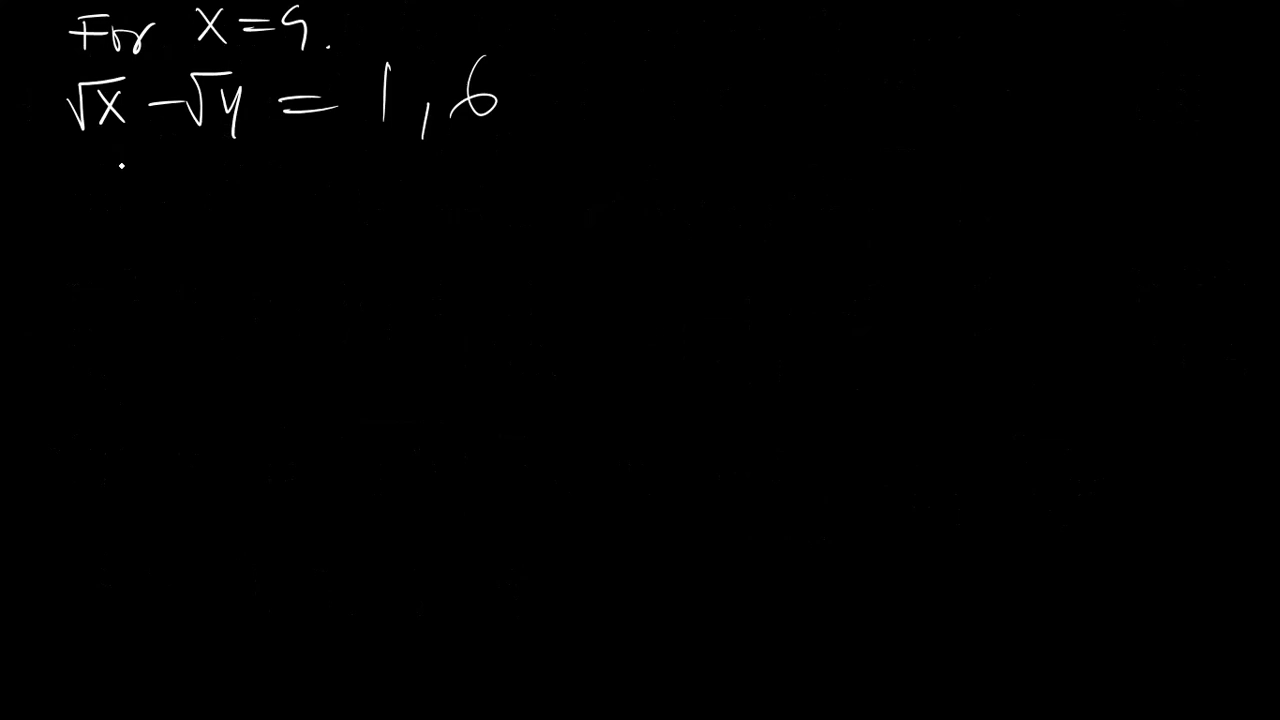 For x = 9.
√x - √y = 1, 6